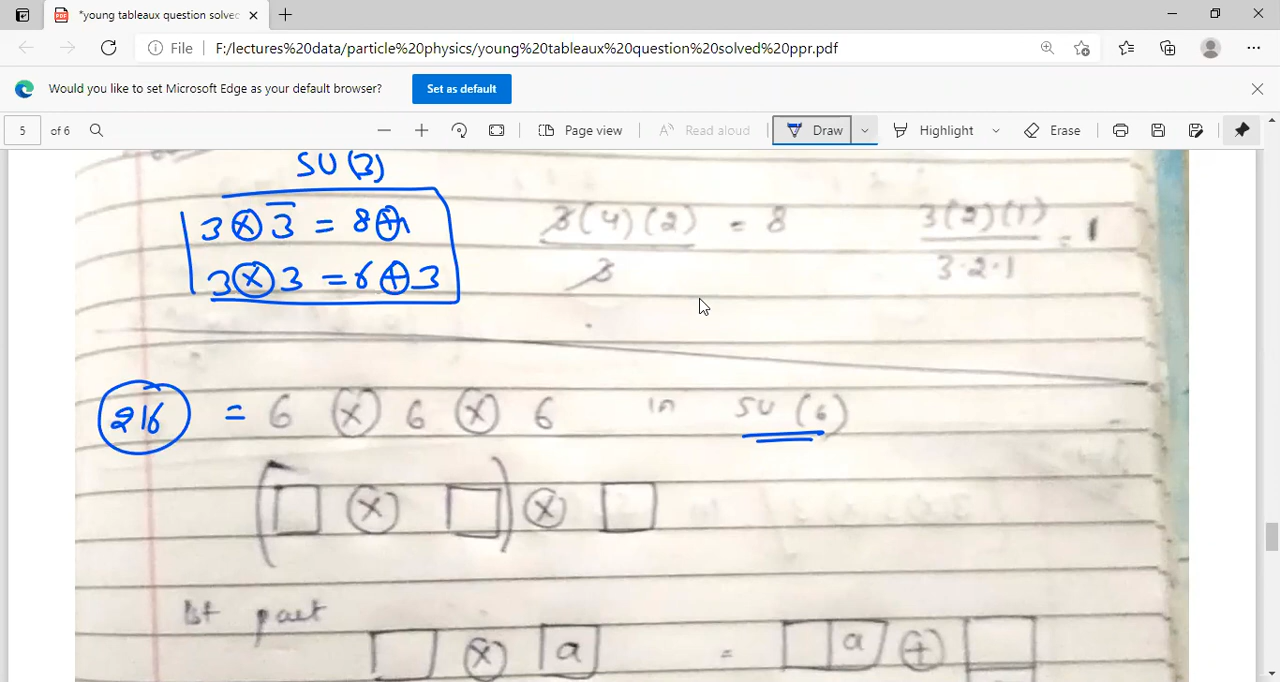 *young tableaux question solvec
File F:/lectures%20data/particle%20physics/young%20tableaux%20question%20solved%20ppr.pdf
Would you like to set Microsoft Edge as your default browser? Set as default
5 of 6 Page view Read aloud Draw Highlight Erase
SU(3)
3 ⊗ 3̅ = 8 ⊕ 1
3(4)(2) / 3 = 8
3(2)(1) / 3·2·1 = 1
3 ⊗ 3 = 6 ⊕ 3
216 = 6 ⊗ 6 ⊗ 6 in SU(6)
(□ ⊗ □) ⊗ □
Ist part
□ ⊗ a = □ a ⊕ □